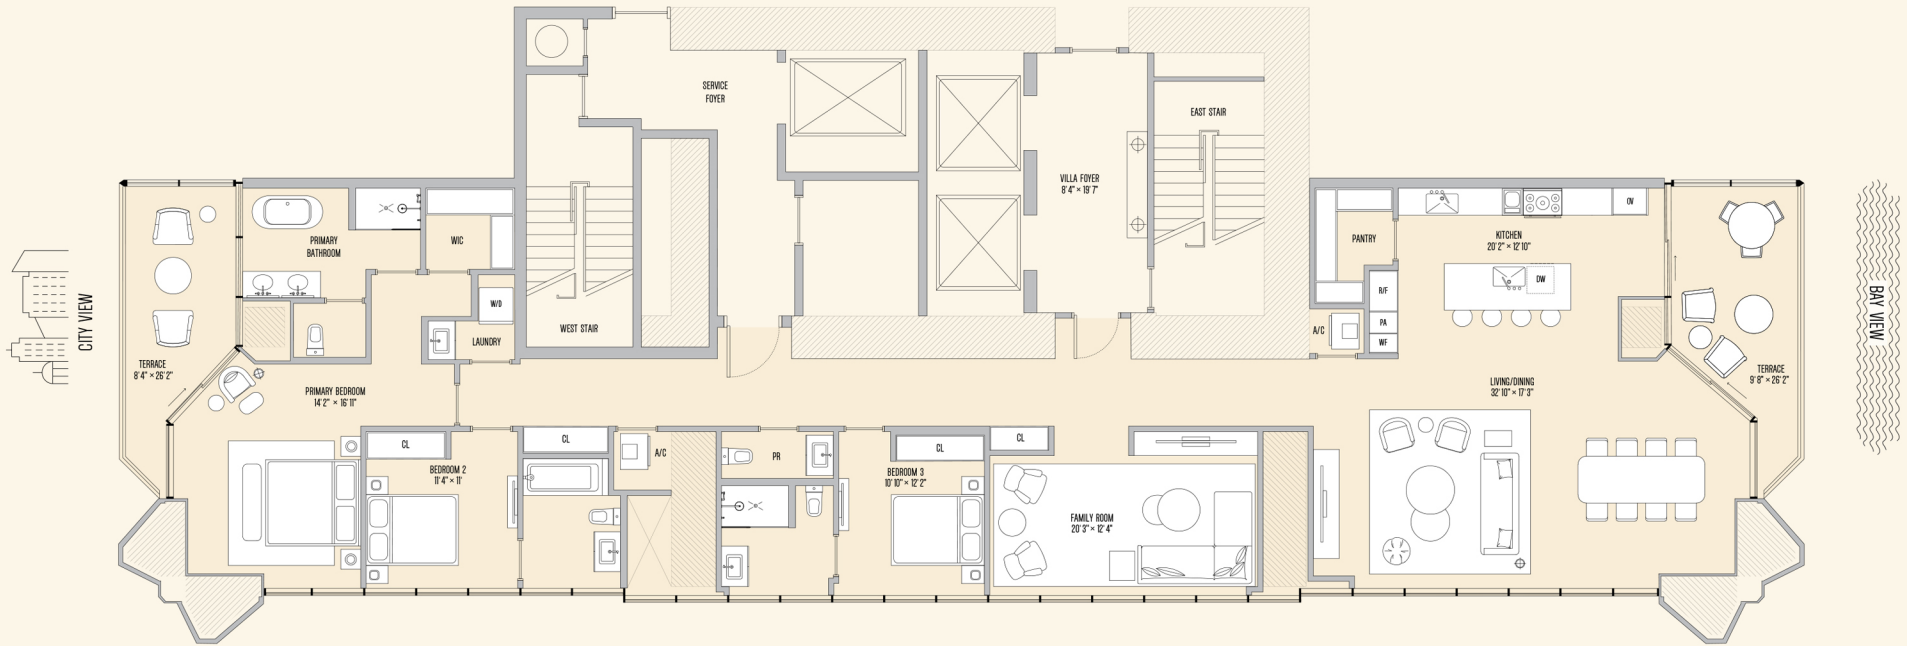 SERVICE
FOYER
EAST STAIR
VILLA FOYER
8' 4" × 19' 7"
PRIMARY
BATHROOM
WIC
W/D
LAUNDRY
WEST STAIR
CITY VIEW
TERRACE
8' 4" × 26' 2"
PRIMARY BEDROOM
14' 2" × 16' 11"
PANTRY
KITCHEN
20' 2" × 12' 10"
OV
DW
R/F
PA
WF
A/C
BAY VIEW
TERRACE
9' 8" × 26' 2"
LIVING/DINING
32' 10" × 17' 3"
CL
BEDROOM 2
11' 4" × 11'
CL
A/C
PR
CL
BEDROOM 3
10' 10" × 12' 2"
CL
FAMILY ROOM
20' 3" × 12' 4"